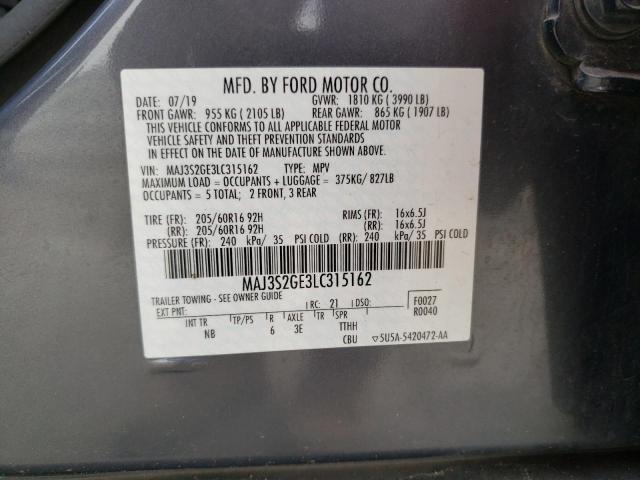 MFD. BY FORD MOTOR CO.
DATE: 07/19 GVWR: 1810 KG ( 3990 LB)
FRONT GAWR: 955 KG ( 2105 LB) REAR GAWR: 865 KG ( 1907 LB)
THIS VEHICLE CONFORMS TO ALL APPLICABLE FEDERAL MOTOR
VEHICLE SAFETY AND THEFT PREVENTION STANDARDS
IN EFFECT ON THE DATE OF MANUFACTURE SHOWN ABOVE.
VIN: MAJ3S2GE3LC315162 TYPE: MPV
MAXIMUM LOAD = OCCUPANTS + LUGGAGE = 375KG/ 827LB
OCCUPANTS = 5 TOTAL; 2 FRONT, 3 REAR
TIRE (FR): 205/60R16 92H RIMS (FR): 16x6.5J
(RR): 205/60R16 92H (RR): 16x6.5J
PRESSURE (FR): 240 kPa/ 35 PSI COLD (RR): 240 kPa/ 35 PSI COLD
MAJ3S2GE3LC315162
TRAILER TOWING - SEE OWNER GUIDE
EXT PNT: RC: 21 DSO: F0027
R0040
INT TR TP/PS R AXLE TR SPR
NB 6 3E TTHH
CBU ▽5U5A-5420472-AA